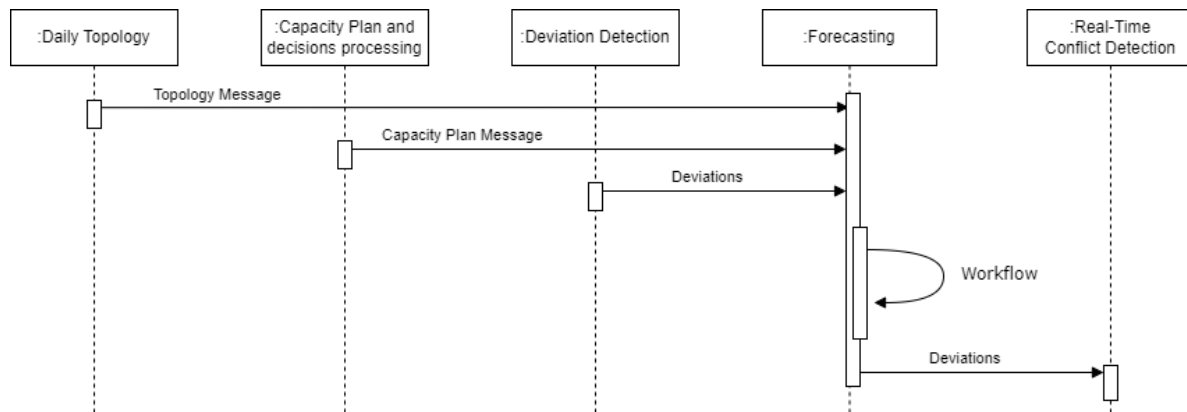 :Daily Topology
:Capacity Plan and
decisions processing
:Deviation Detection
:Forecasting
:Real-Time
Conflict Detection
Topology Message
Capacity Plan Message
Deviations
Workflow
Deviations